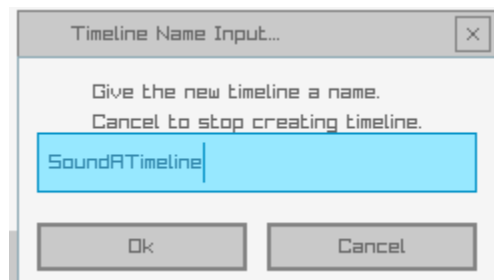 Timeline Name Input...
Give the new timeline a name.
Cancel to stop creating timeline.
SoundATimeline
Ok
Cancel